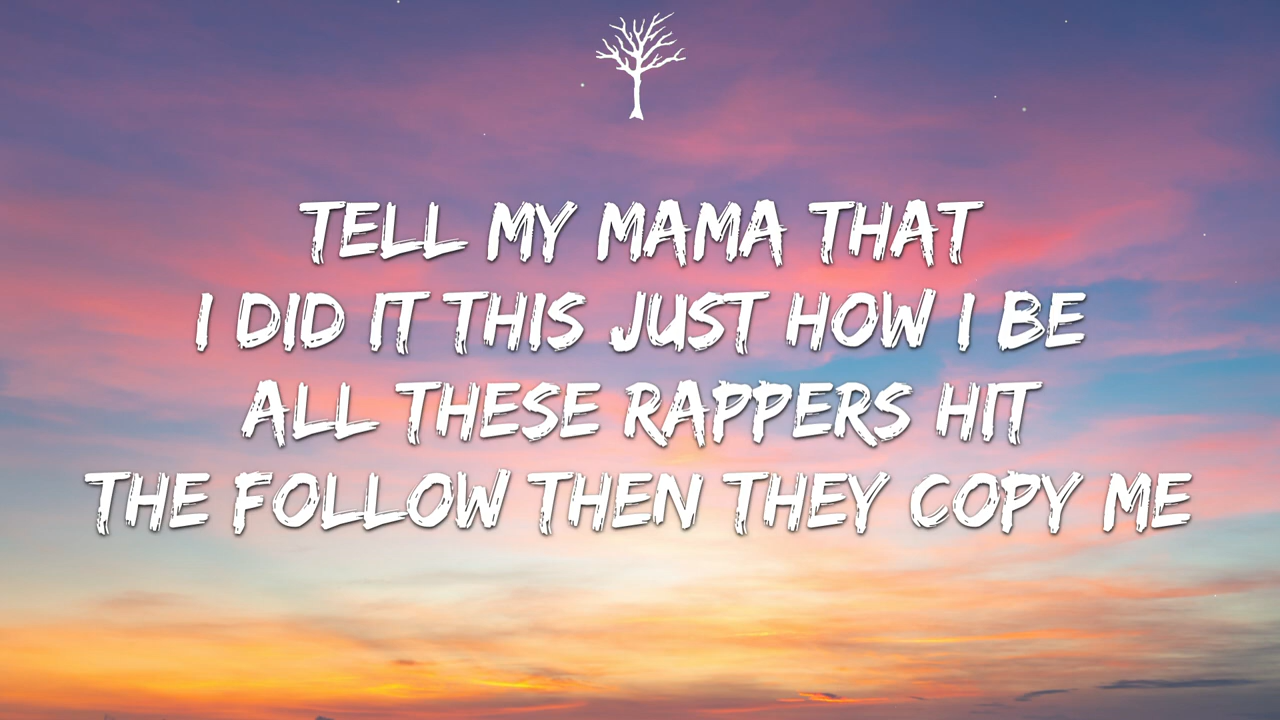 TELL MY MAMA THAT
I DID IT THIS JUST HOW I BE
ALL THESE RAPPERS HIT
THE FOLLOW THEN THEY COPY ME